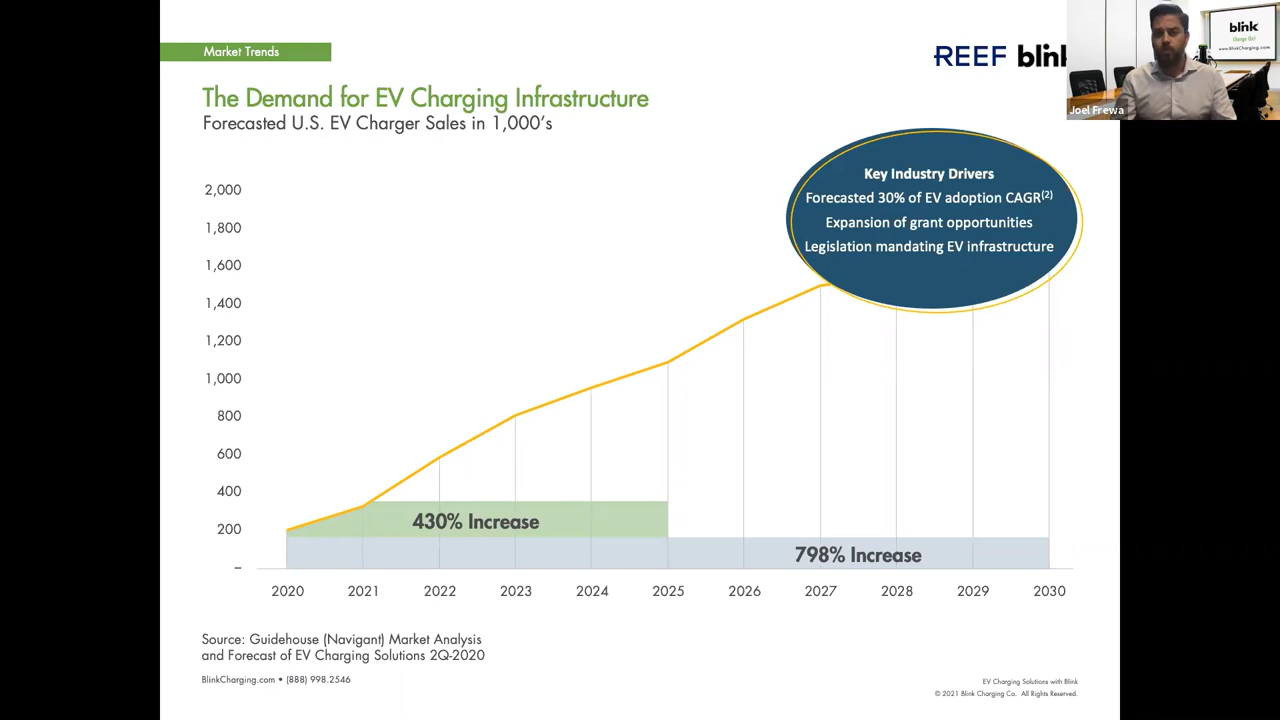 Market Trends
REEF blink
The Demand for EV Charging Infrastructure
Forecasted U.S. EV Charger Sales in 1,000's
blink
Charge On!
www.BlinkCharging.com
Joel Frewa
Key Industry Drivers
Forecasted 30% of EV adoption CAGR(2)
Expansion of grant opportunities
Legislation mandating EV infrastructure
2,000
1,800
1,600
1,400
1,200
1,000
800
600
400
200
–
430% Increase
798% Increase
2020 2021 2022 2023 2024 2025 2026 2027 2028 2029 2030
Source: Guidehouse (Navigant) Market Analysis
and Forecast of EV Charging Solutions 2Q-2020
BlinkCharging.com • (888) 998.2546
EV Charging Solutions with Blink
© 2021 Blink Charging Co. All Rights Reserved.